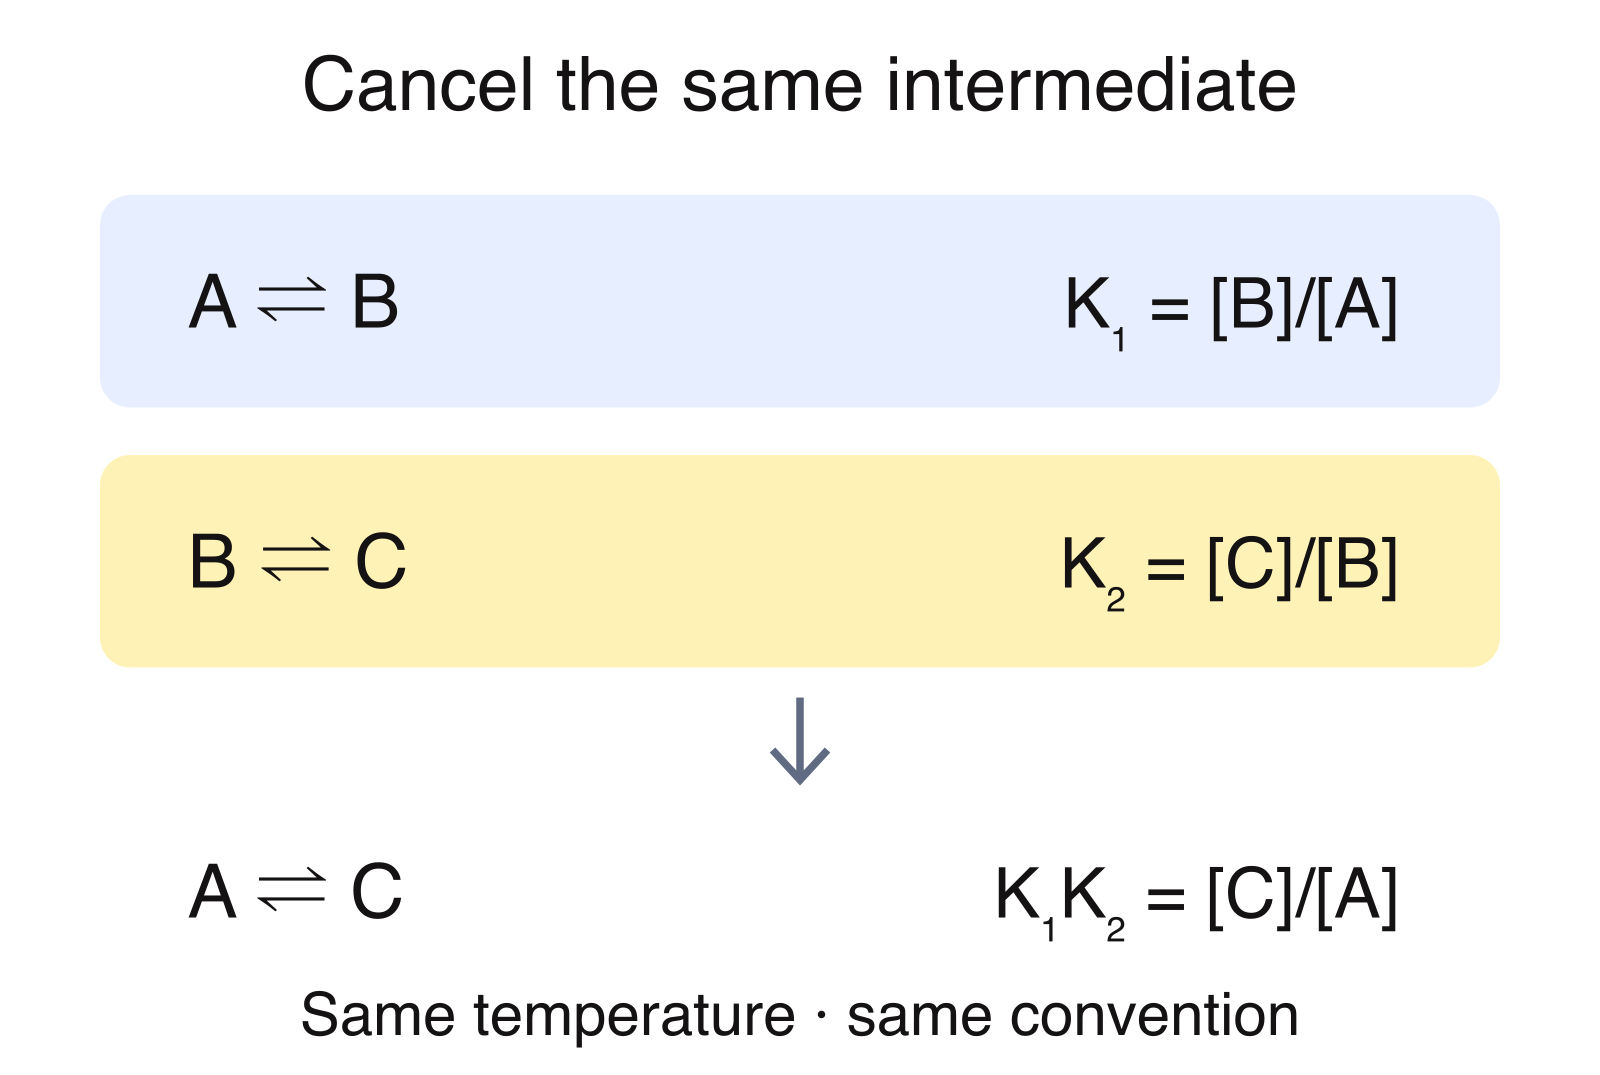 Cancel the same intermediate
A ⇌ B K₁ = [B]/[A]
B ⇌ C K₂ = [C]/[B]
A ⇌ C K₁K₂ = [C]/[A]
Same temperature · same convention